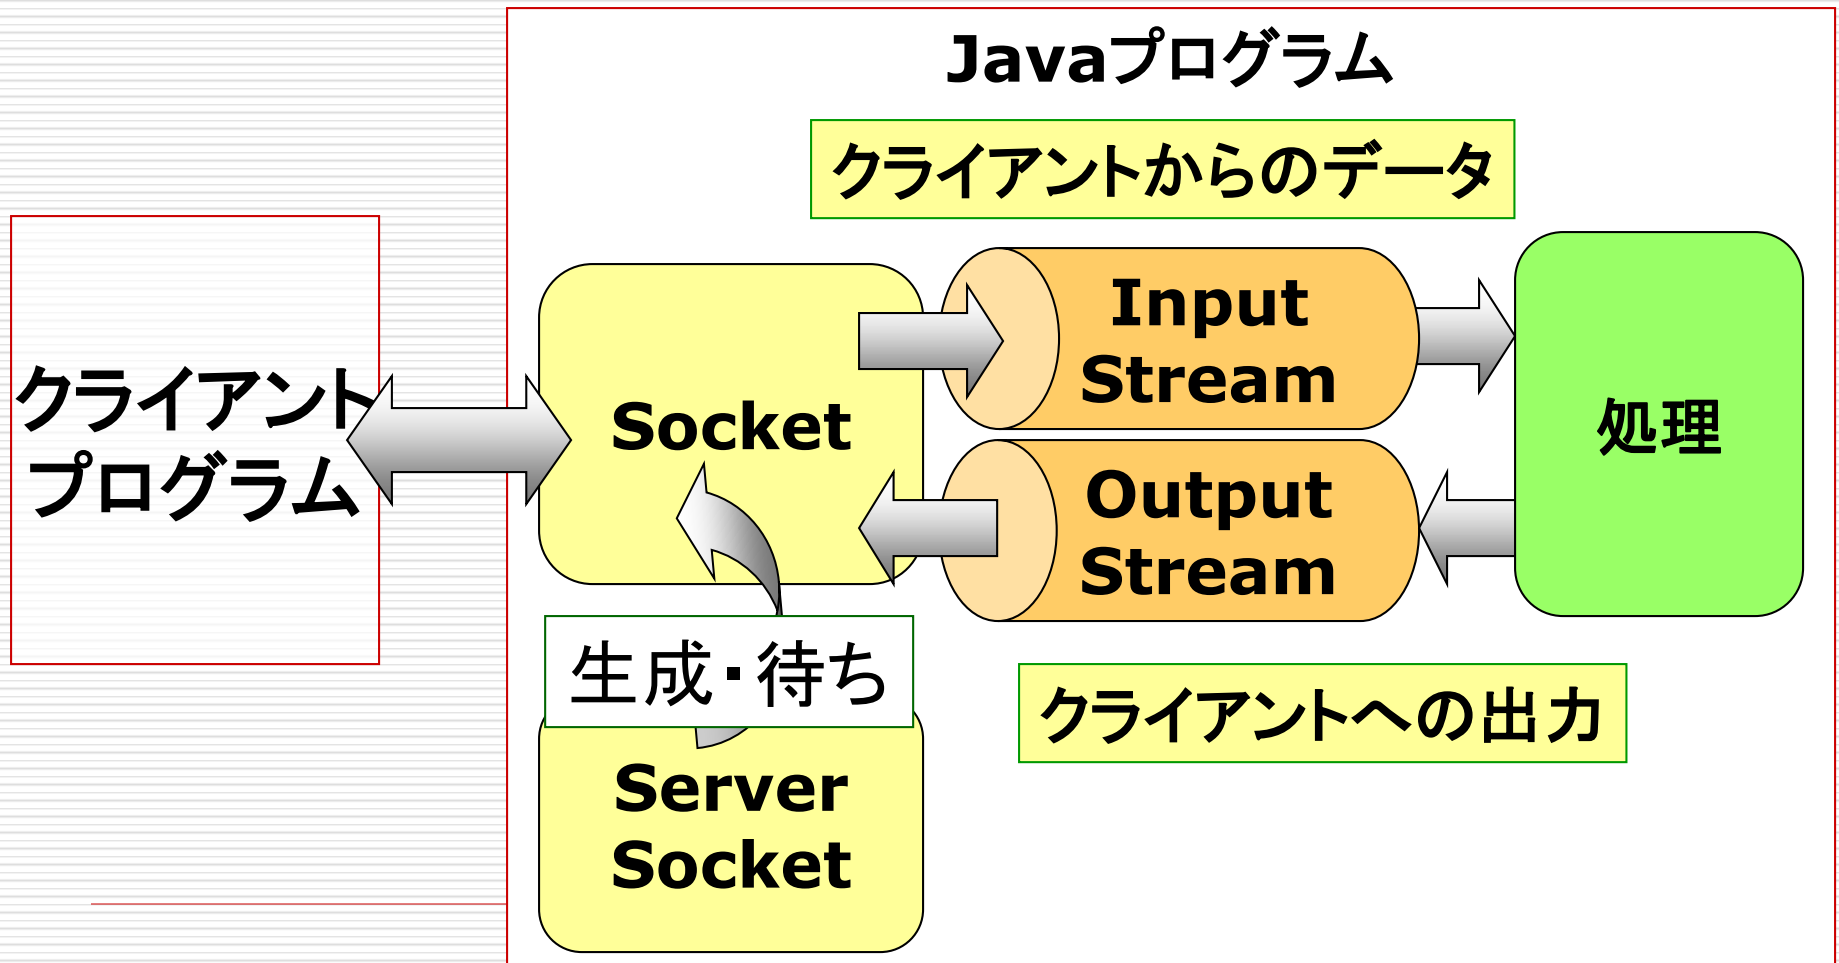 Javaプログラム
クライアントからのデータ
クライアント
プログラム
Socket
Input
Stream
Output
Stream
処理
生成・待ち
クライアントへの出力
Server
Socket